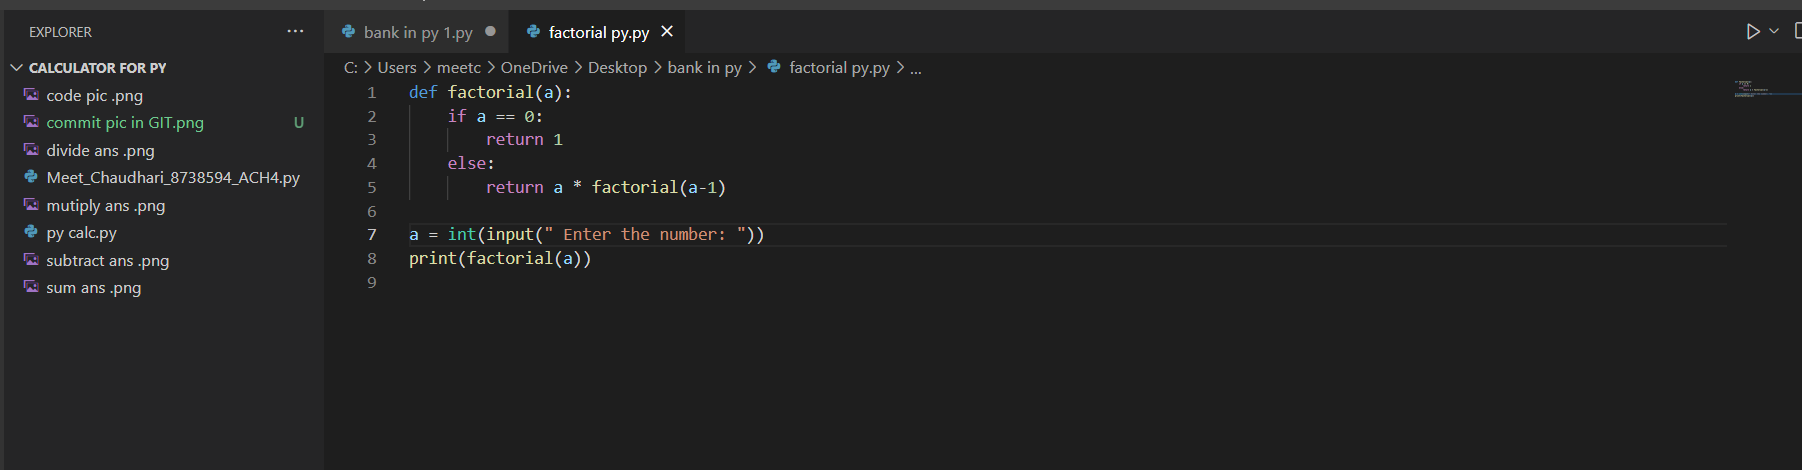 EXPLORER
···
CALCULATOR FOR PY
code pic .png
commit pic in GIT.png U
divide ans .png
Meet_Chaudhari_8738594_ACH4.py
mutiply ans .png
py calc.py
subtract ans .png
sum ans .png
bank in py 1.py
factorial py.py
C: > Users > meetc > OneDrive > Desktop > bank in py > factorial py.py > ...
1 def factorial(a):
2     if a == 0:
3         return 1
4     else:
5         return a * factorial(a-1)
6
7 a = int(input(" Enter the number: "))
8 print(factorial(a))
9